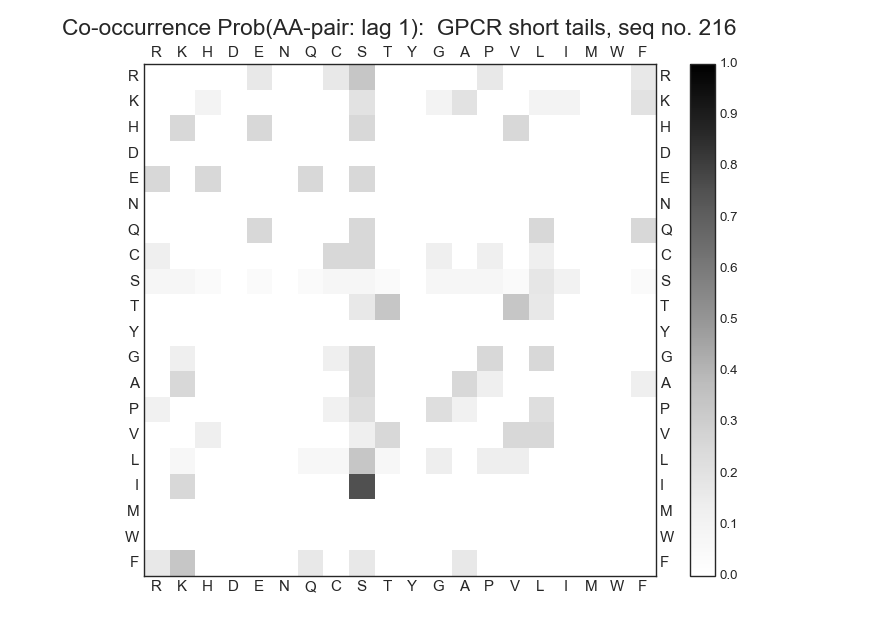 Co-occurrence Prob(AA-pair: lag 1):  GPCR short tails, seq no. 216
R K H D E N Q C S T Y G A P V L I M W F
1.0
R R
0.9
K K
H H
0.8
D D
E E
0.7
N N
Q Q
0.6
C C
S S
0.5
T T
Y Y
0.4
G G
A A
0.3
P P
V V
0.2
L L
I I
0.1
M M
W W
F F
0.0
R K H D E N Q C S T Y G A P V L I M W F